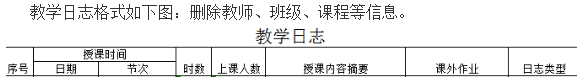 教学日志格式如下图：删除教师、班级、课程等信息。
教学日志
序号 授课时间 时数 上课人数 授课内容摘要 课外作业 日志类型
日期 节次